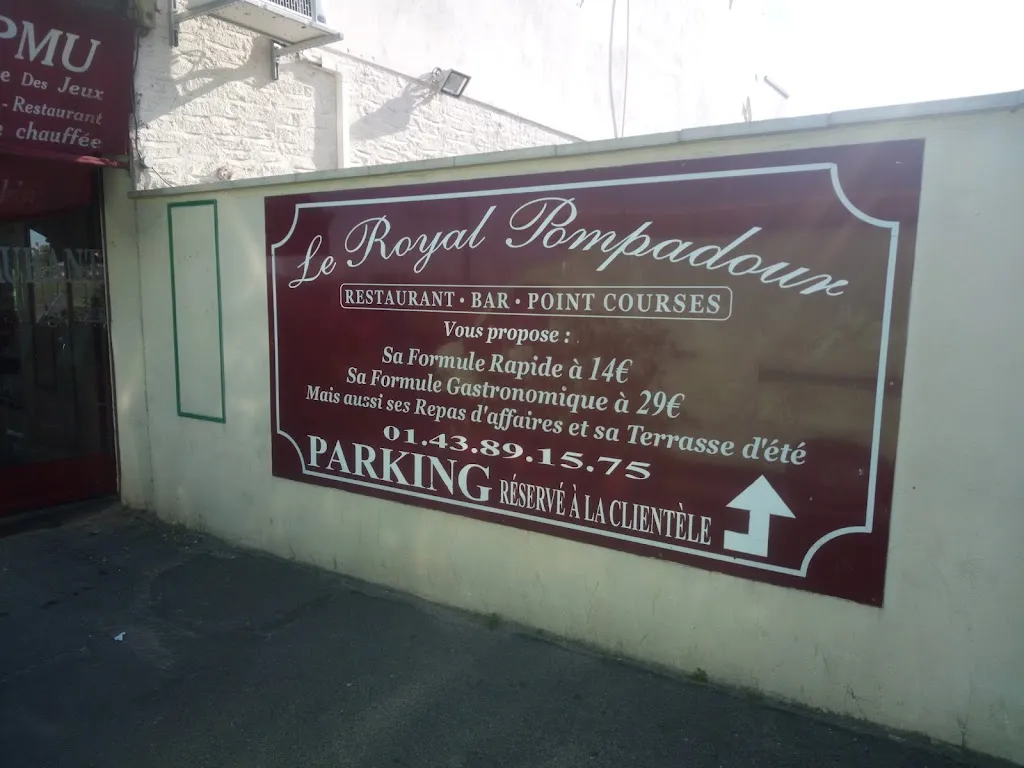 PMU
e Des Jeux
- Restaurant
e chauffée
Le Royal Pompadour
RESTAURANT · BAR · POINT COURSES
Vous propose :
Sa Formule Rapide à 14€
Sa Formule Gastronomique à 29€
Mais aussi ses Repas d'affaires et sa Terrasse d'été
01.43.89.15.75
PARKING RÉSERVÉ À LA CLIENTÈLE